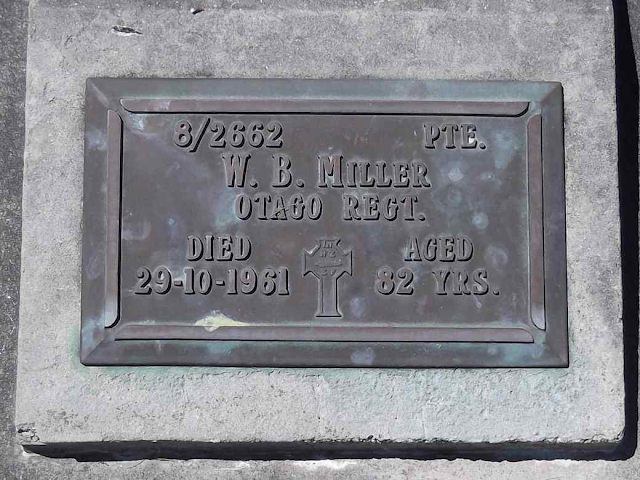 8/2662 PTE.
W. B. MILLER
OTAGO REGT.
DIED AGED
29-10-1961 82 YRS.